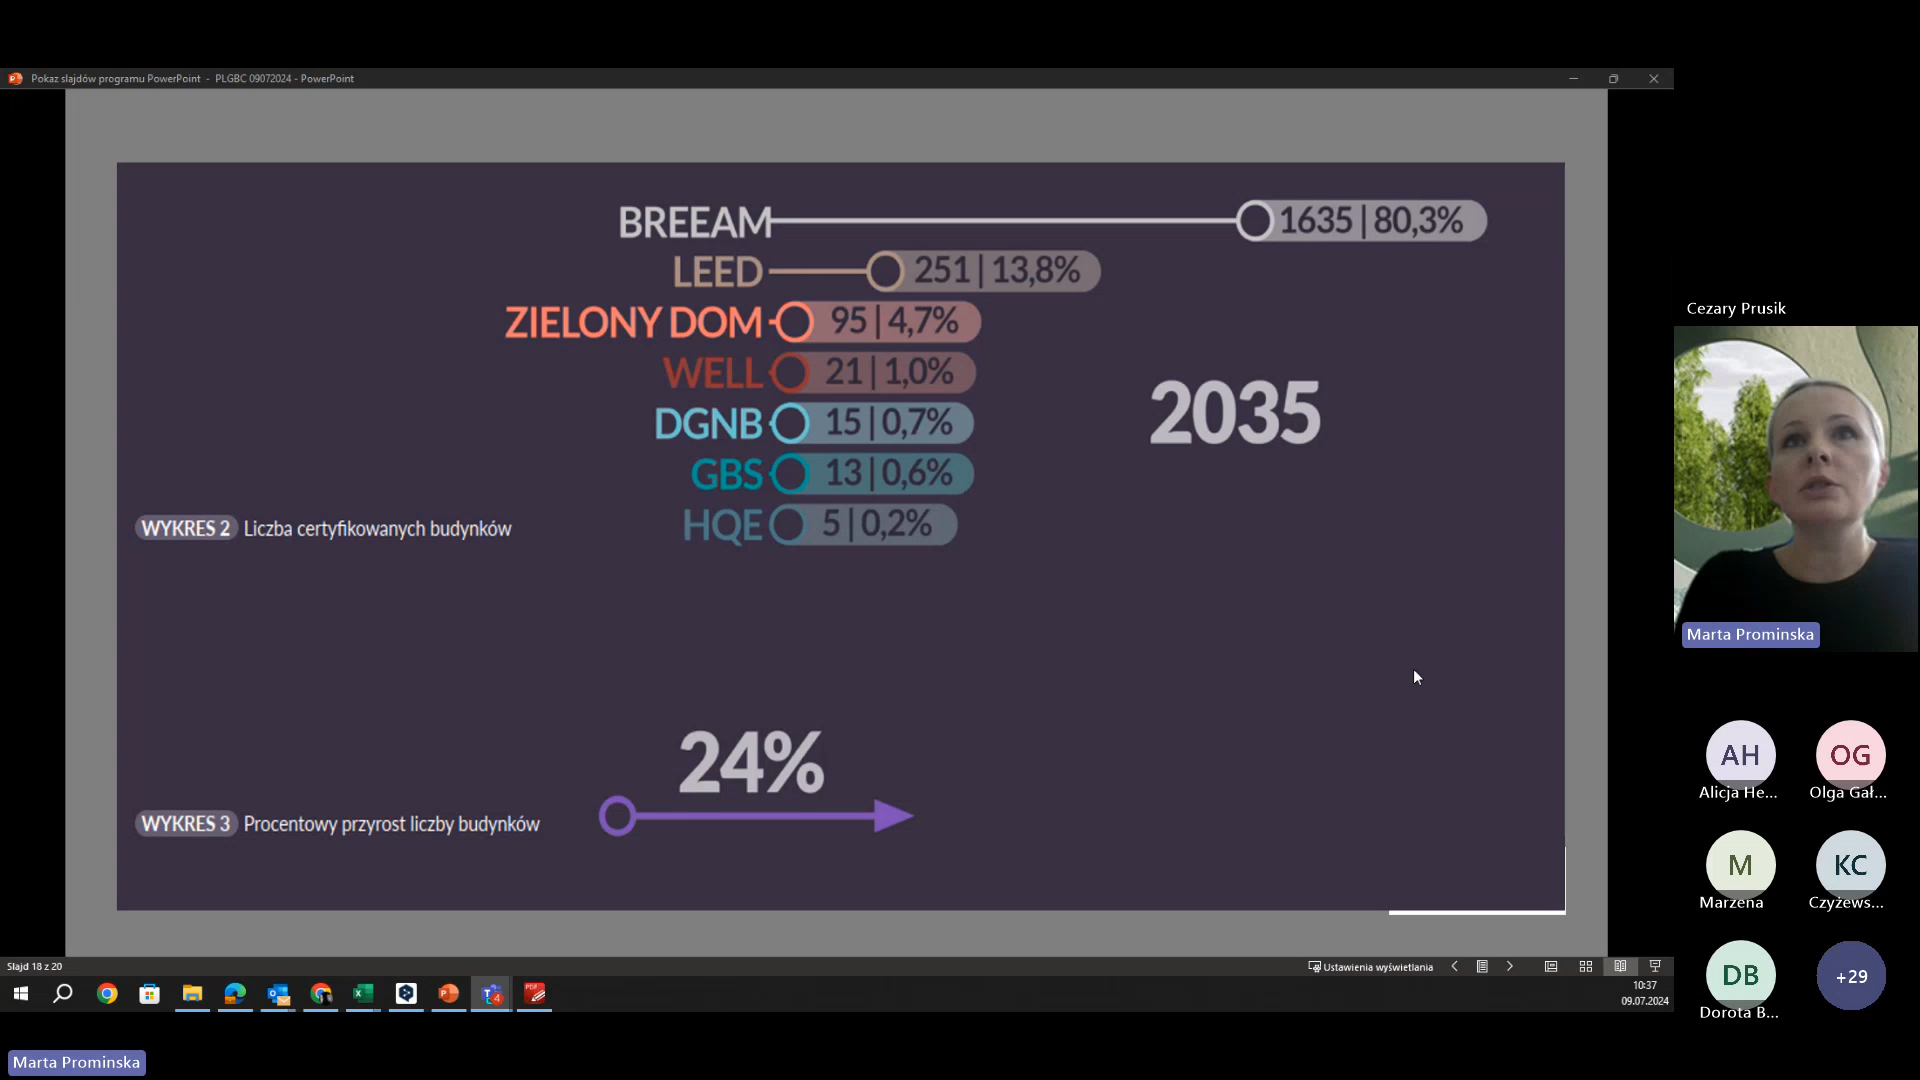 Pokaz slajdów programu PowerPoint - PLGBC 09072024 - PowerPoint
BREEAM 1635 | 80,3%
LEED 251 | 13,8%
ZIELONY DOM 95 | 4,7%
WELL 21 | 1,0%
DGNB 15 | 0,7%
GBS 13 | 0,6%
HQE 5 | 0,2%
2035
WYKRES 2 Liczba certyfikowanych budynków
24%
WYKRES 3 Procentowy przyrost liczby budynków
Slajd 18 z 20
Ustawienia wyświetlania
10:37
09.07.2024
Cezary Prusik
Marta Prominska
AH
Alicja He...
OG
Olga Gał...
M
Marzena
KC
Czyżews...
DB
Dorota B...
+29
Marta Prominska